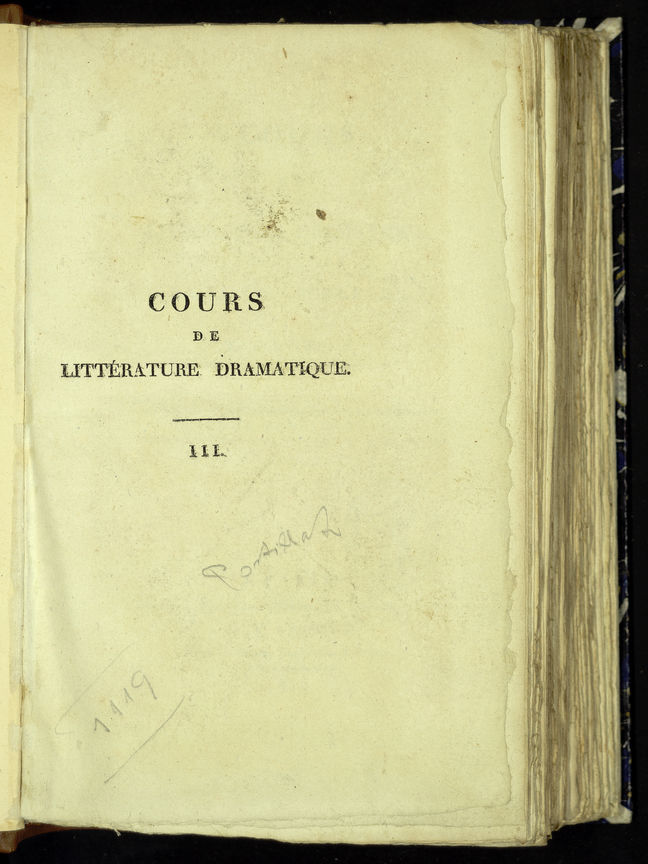 COURS
DE
LITTÉRATURE DRAMATIQUE.
III.
1119